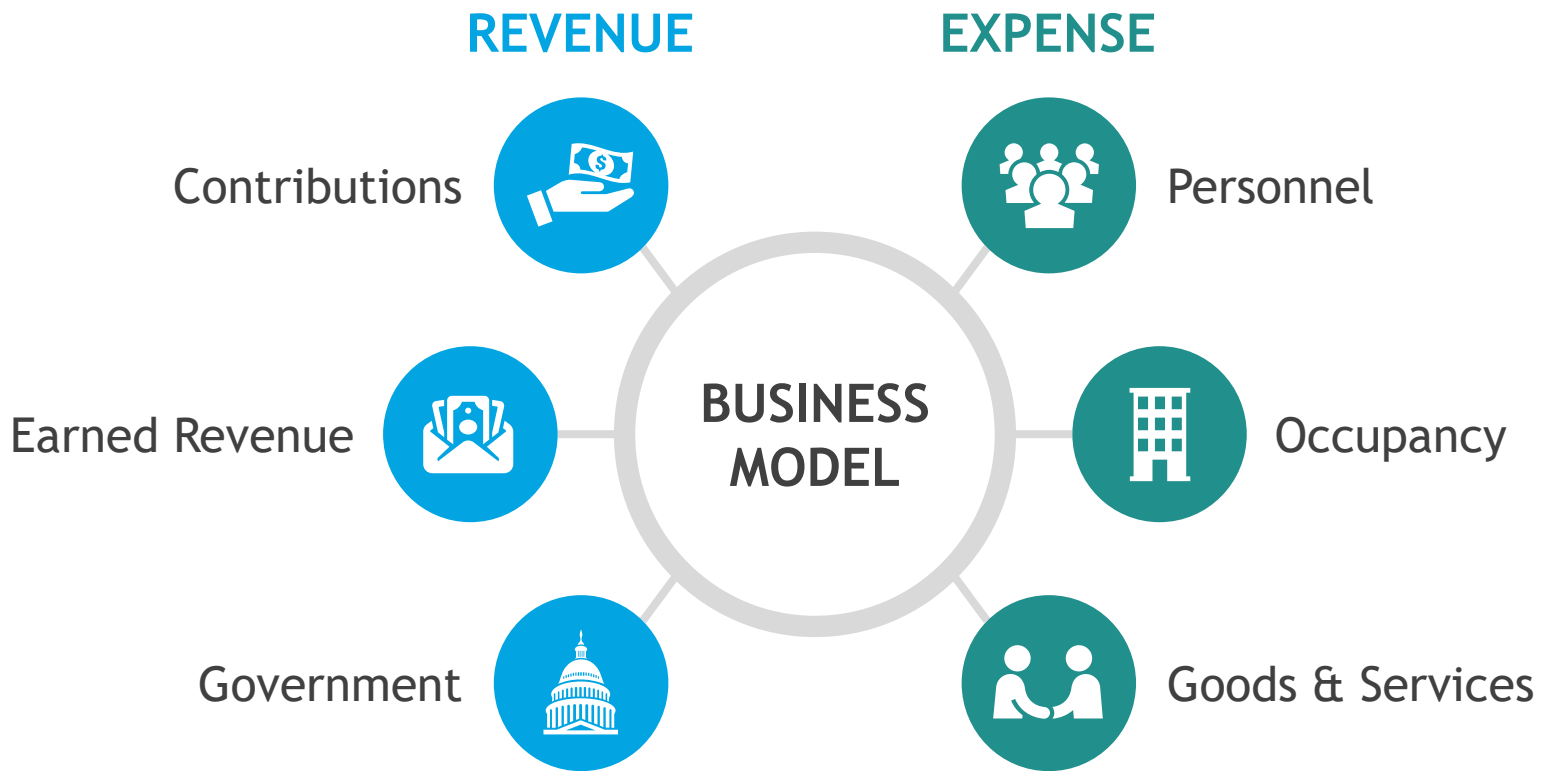 REVENUE
EXPENSE
Contributions
Personnel
Earned Revenue
BUSINESS
MODEL
Occupancy
Government
Goods & Services
$